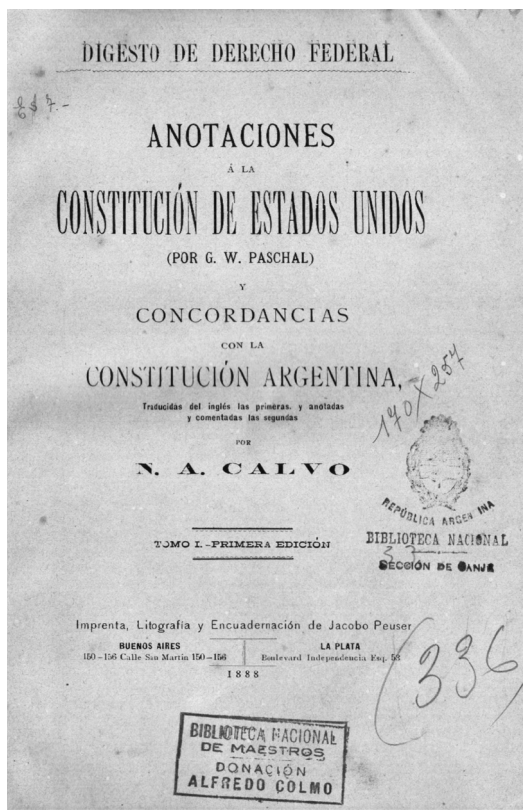 DIGESTO DE DERECHO FEDERAL
ANOTACIONES
Á LA
CONSTITUCIÓN DE ESTADOS UNIDOS
(POR G. W. PASCHAL)
Y
CONCORDANCIAS
CON LA
CONSTITUCIÓN ARGENTINA,
Traducidas del inglés las primeras. y anotadas
y comentadas las segundas
POR
N. A. CALVO
170 X 257
REPÚBLICA ARGENTINA
BIBLIOTECA NACIONAL
SECCIÓN DE CANJE
TOMO I.-PRIMERA EDICIÓN
Imprenta, Litografía y Encuadernación de Jacobo Peuser
BUENOS AIRES
150-156 Calle San Martín 150-156
LA PLATA
Boulevard Independencia Esq. 53
1888
(336)
BIBLIOTECA NACIONAL
DE MAESTROS
DONACIÓN
ALFREDO COLMO